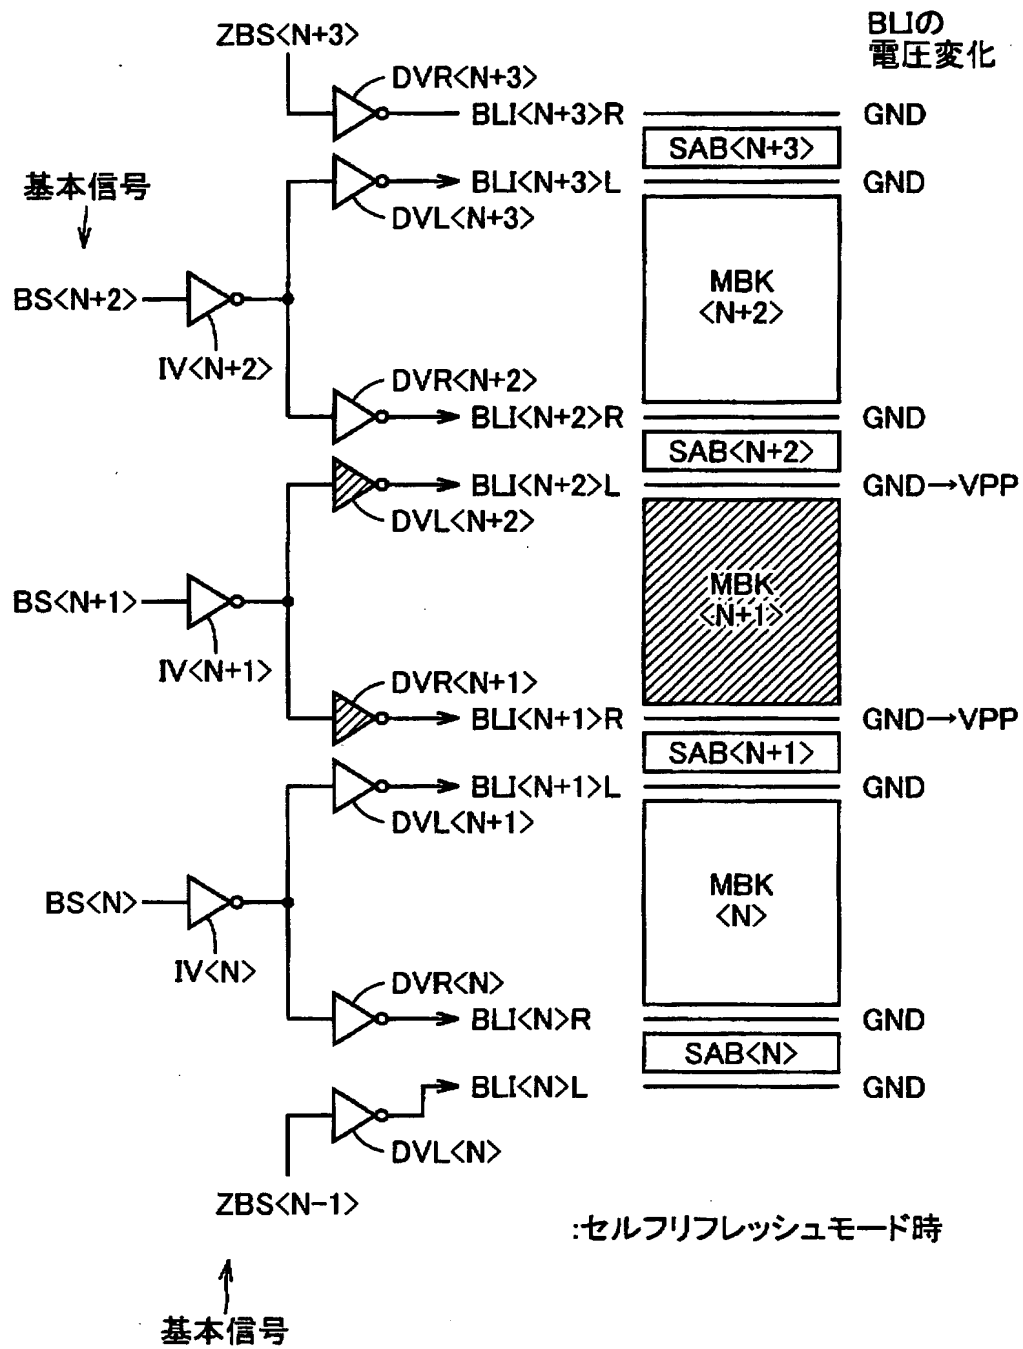 ZBS<N+3>
BLIの
電圧変化
DVR<N+3>
BLI<N+3>R
GND
SAB<N+3>
基本信号
BLI<N+3>L
GND
DVL<N+3>
BS<N+2>
MBK
<N+2>
IV<N+2>
DVR<N+2>
BLI<N+2>R
GND
SAB<N+2>
BLI<N+2>L
GND→VPP
DVL<N+2>
BS<N+1>
MBK
<N+1>
IV<N+1>
DVR<N+1>
BLI<N+1>R
GND→VPP
SAB<N+1>
BLI<N+1>L
GND
DVL<N+1>
BS<N>
MBK
<N>
IV<N>
DVR<N>
BLI<N>R
GND
SAB<N>
BLI<N>L
GND
DVL<N>
ZBS<N-1>
:セルフリフレッシュモード時
基本信号